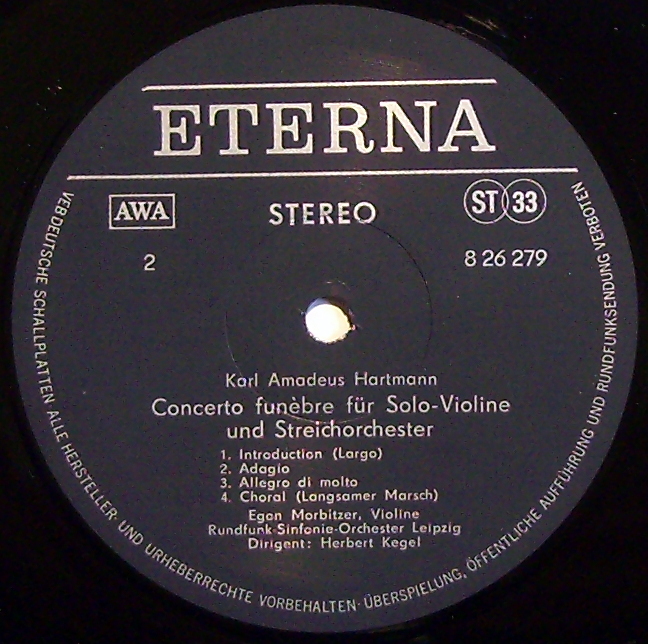 ETERNA
AWA
STEREO
ST 33
2
8 26 279
Karl Amadeus Hartmann
Concerto funèbre für Solo-Violine
und Streichorchester
1. Introduction (Largo)
2. Adagio
3. Allegro di molto
4. Choral (Langsamer Marsch)
Egon Morbitzer, Violine
Rundfunk-Sinfonie-Orchester Leipzig
Dirigent: Herbert Kegel
VEB DEUTSCHE SCHALLPLATTEN · ALLE HERSTELLER- UND URHEBERRECHTE VORBEHALTEN · ÜBERSPIELUNG, ÖFFENTLICHE AUFFÜHRUNG UND RUNDFUNKSENDUNG VERBOTEN